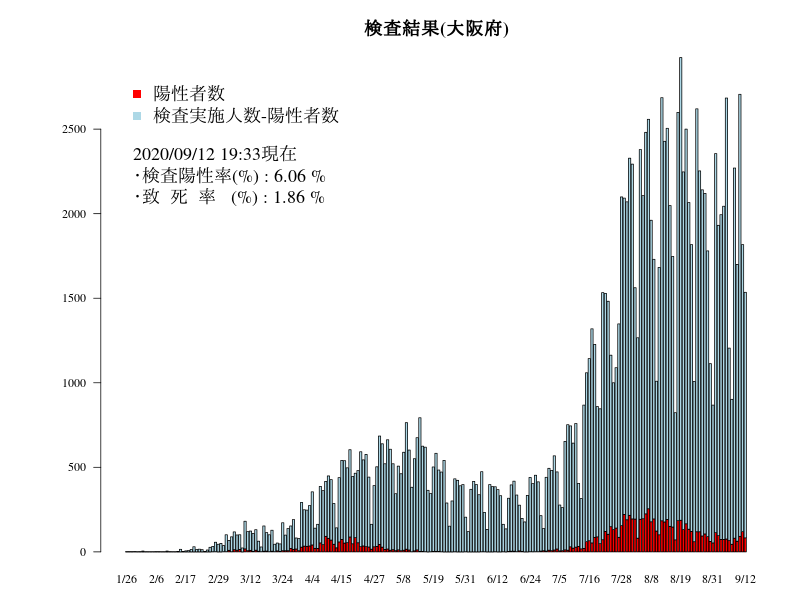 検査結果(大阪府)
陽性者数
検査実施人数-陽性者数
2020/09/12 19:33現在
・検査陽性率(%) : 6.06 %
・致 死 率 (%) : 1.86 %
2500
2000
1500
1000
500
0
1/26 2/6 2/17 2/29 3/12 3/24 4/4 4/15 4/27 5/8 5/19 5/31 6/12 6/24 7/5 7/16 7/28 8/8 8/19 8/31 9/12